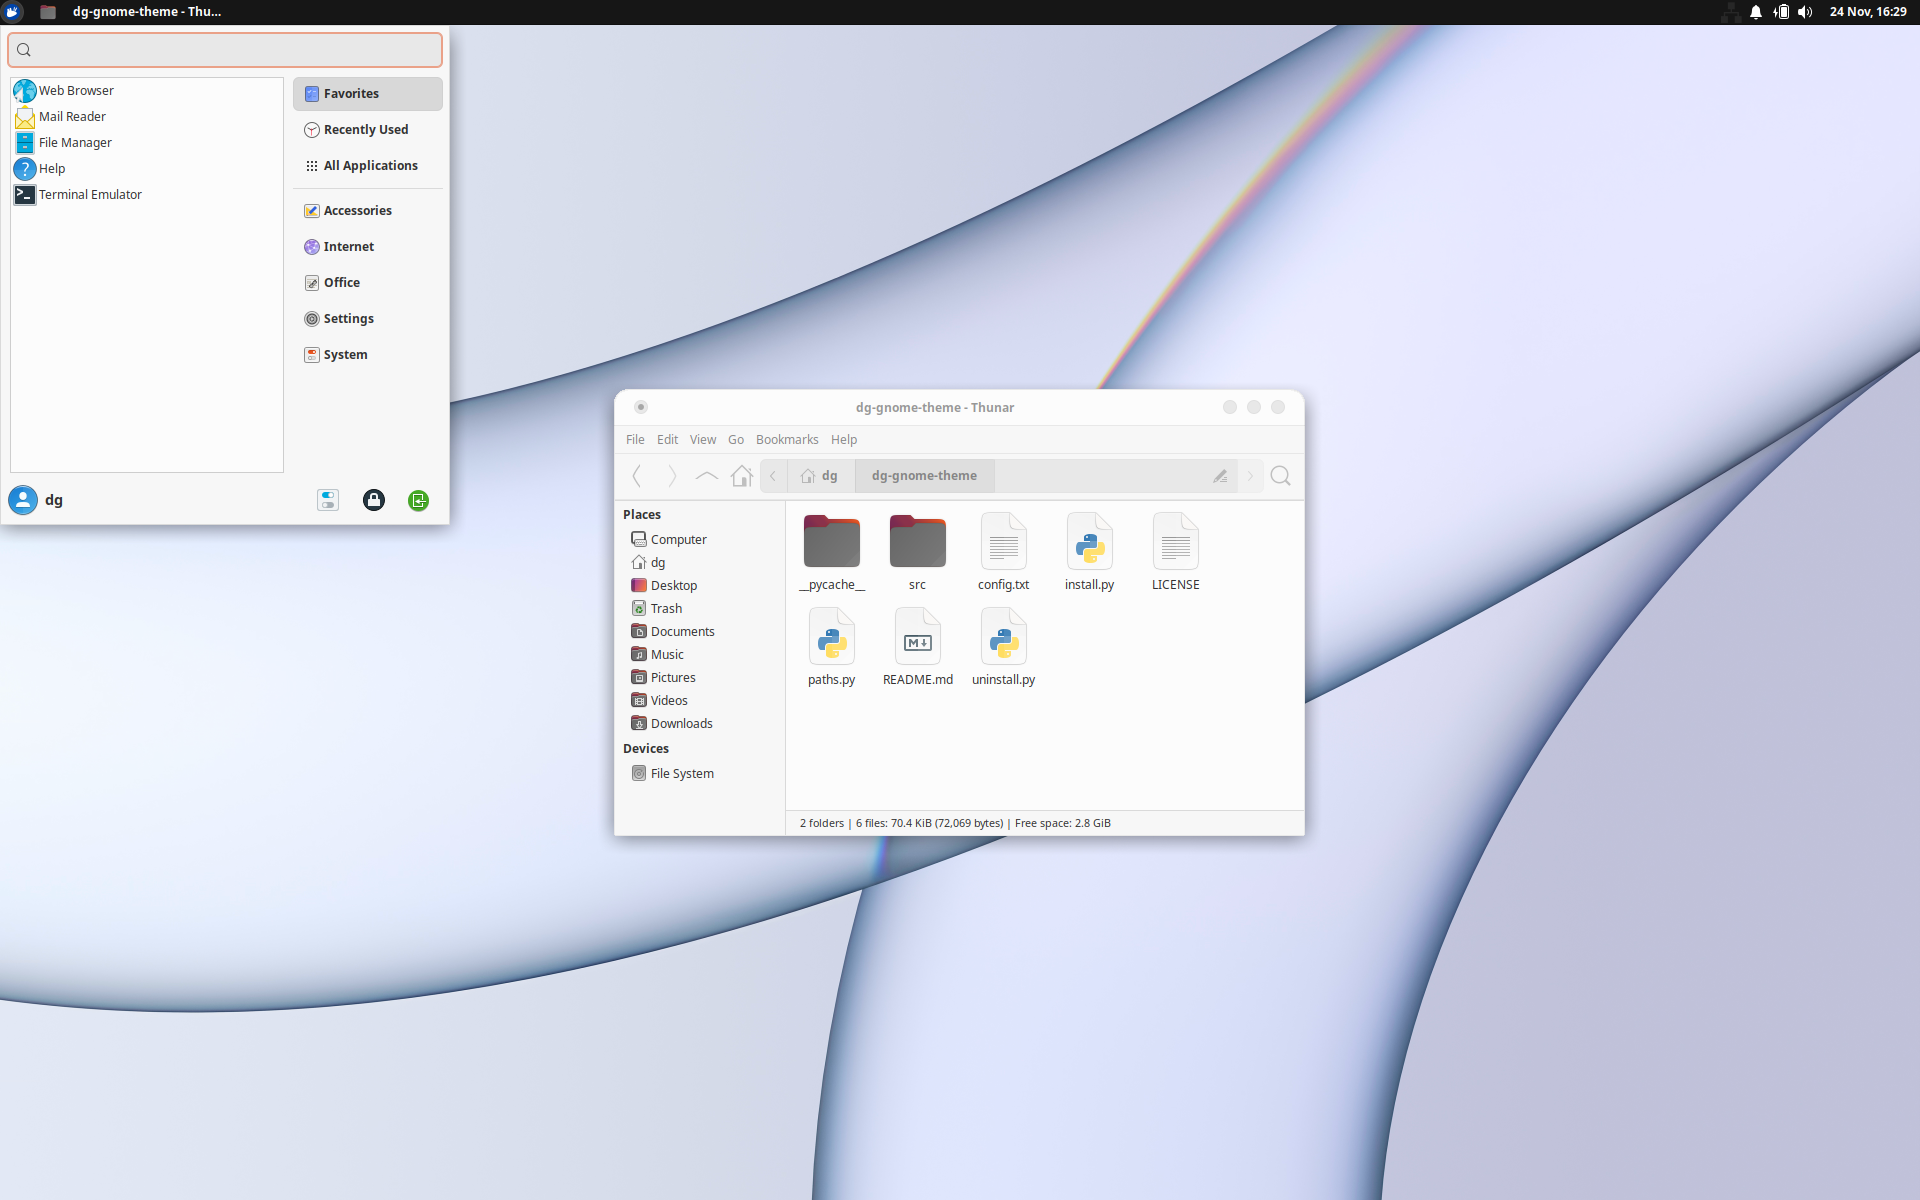 dg-gnome-theme - Thu...
24 Nov, 16:29
Web Browser
Mail Reader
File Manager
Help
Terminal Emulator
Favorites
Recently Used
All Applications
Accessories
Internet
Office
Settings
System
dg
dg-gnome-theme - Thunar
File Edit View Go Bookmarks Help
dg dg-gnome-theme
Places
Computer
dg
Desktop
Trash
Documents
Music
Pictures
Videos
Downloads
Devices
File System
__pycache__ src config.txt install.py LICENSE
paths.py README.md uninstall.py
2 folders | 6 files: 70.4 KiB (72,069 bytes) | Free space: 2.8 GiB